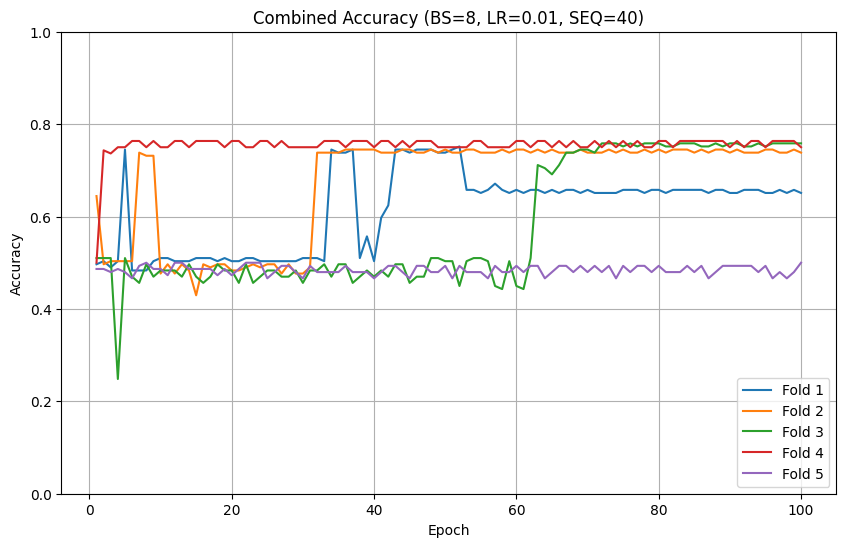 Combined Accuracy (BS=8, LR=0.01, SEQ=40)
1.0
0.8
0.6
0.4
0.2
0.0
Accuracy
0 20 40 60 80 100
Epoch
Fold 1
Fold 2
Fold 3
Fold 4
Fold 5